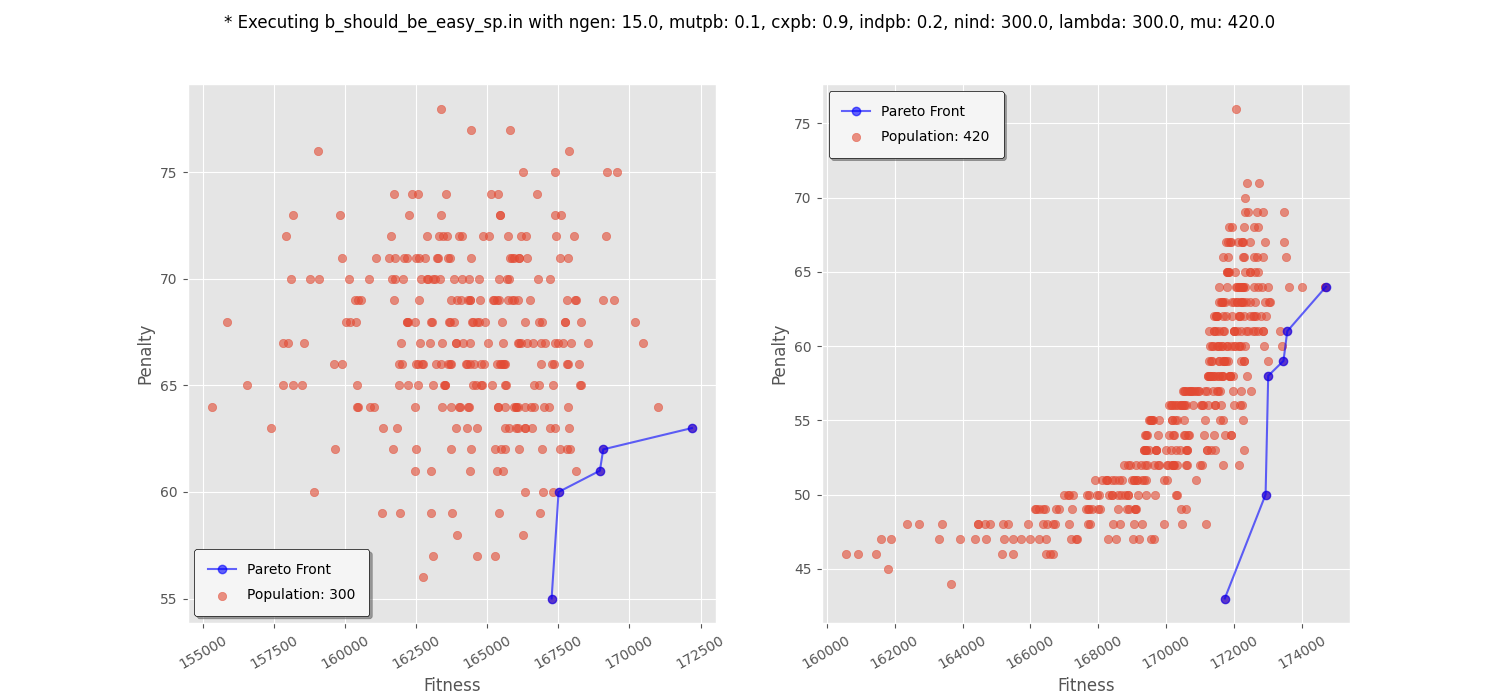 * Executing b_should_be_easy_sp.in with ngen: 15.0, mutpb: 0.1, cxpb: 0.9, indpb: 0.2, nind: 300.0, lambda: 300.0, mu: 420.0
75
70
65
60
55
Penalty
Pareto Front
Population: 300
155000 157500 160000 162500 165000 167500 170000 172500
Fitness
75
70
65
60
55
50
45
Penalty
Pareto Front
Population: 420
160000 162000 164000 166000 168000 170000 172000 174000
Fitness